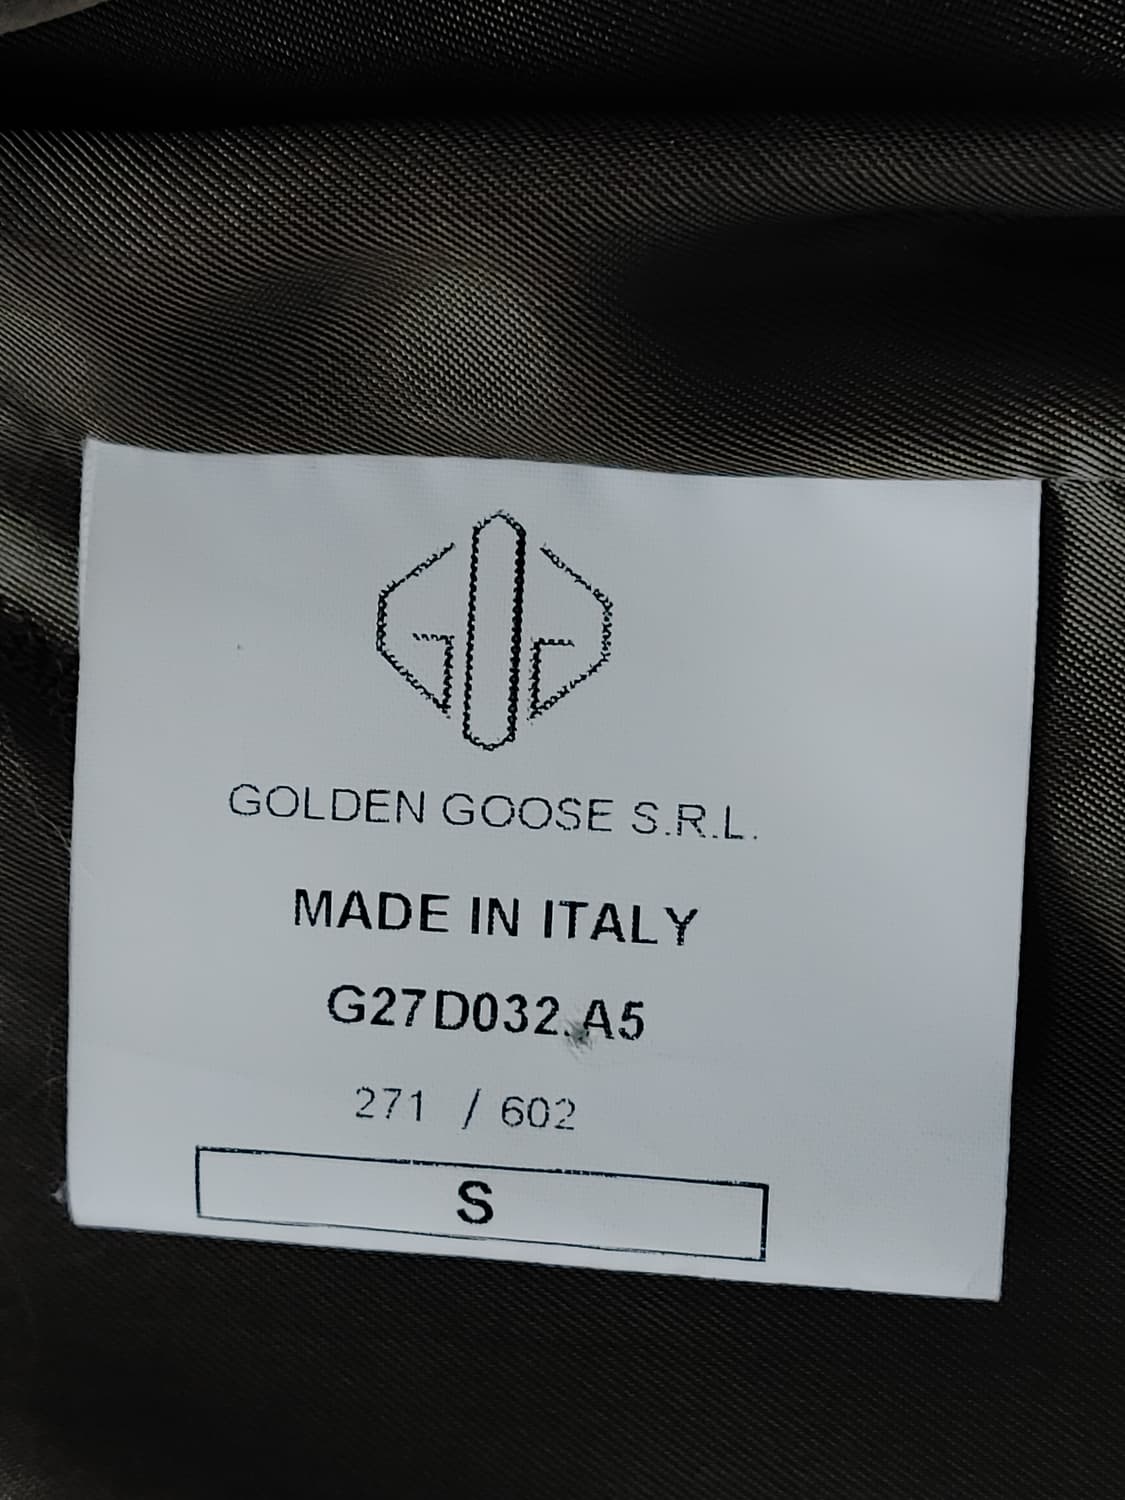 GOLDEN GOOSE S.R.L.
MADE IN ITALY
G27D032.A5
271 / 602
S